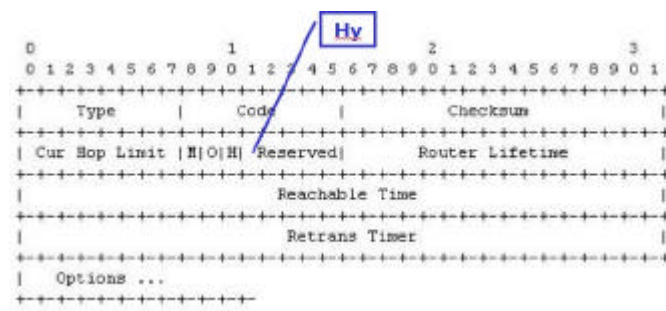 Hy
0 1 2 3
0 1 2 3 4 5 6 7 8 9 0 1 2 3 4 5 6 7 8 9 0 1 2 3 4 5 6 7 8 9 0 1
+-+-+-+-+-+-+-+-+-+-+-+-+-+-+-+-+-+-+-+-+-+-+-+-+-+-+-+-+-+-+-+-+
| Type | Code | Checksum |
+-+-+-+-+-+-+-+-+-+-+-+-+-+-+-+-+-+-+-+-+-+-+-+-+-+-+-+-+-+-+-+-+
| Cur Hop Limit |M|O|H| Reserved| Router Lifetime |
+-+-+-+-+-+-+-+-+-+-+-+-+-+-+-+-+-+-+-+-+-+-+-+-+-+-+-+-+-+-+-+-+
| Reachable Time |
+-+-+-+-+-+-+-+-+-+-+-+-+-+-+-+-+-+-+-+-+-+-+-+-+-+-+-+-+-+-+-+-+
| Retrans Timer |
+-+-+-+-+-+-+-+-+-+-+-+-+-+-+-+-+-+-+-+-+-+-+-+-+-+-+-+-+-+-+-+-+
| Options ...
+-+-+-+-+-+-+-+-+-+-+-+-